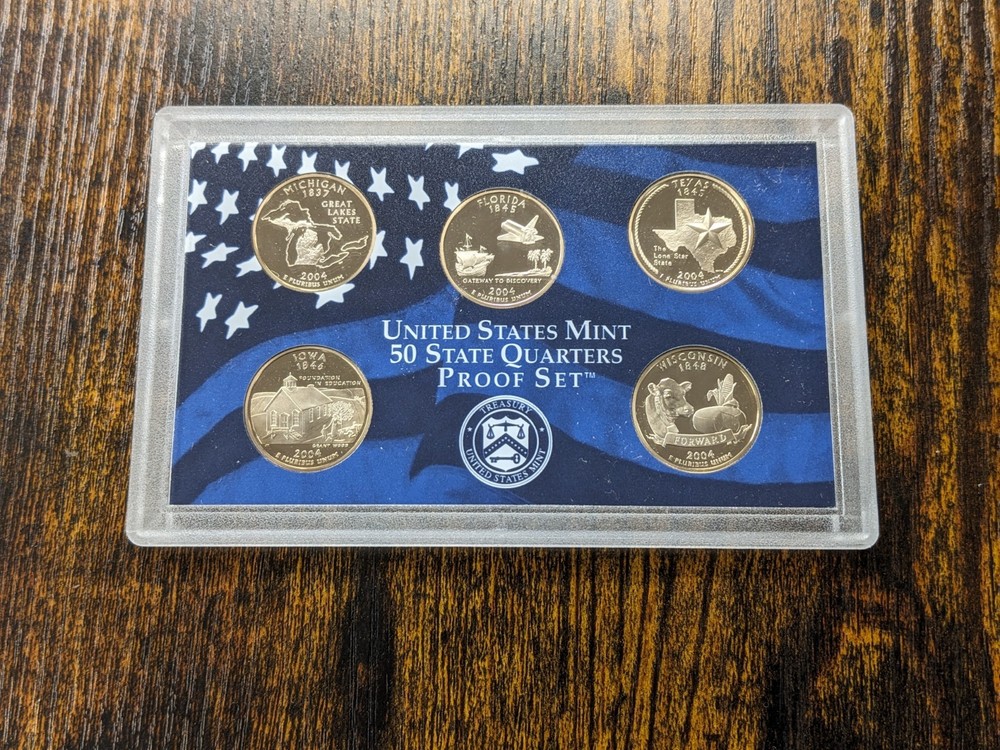 MICHIGAN
1837
GREAT
LAKES
STATE
2004
E PLURIBUS UNUM
FLORIDA
1845
GATEWAY TO DISCOVERY
2004
E PLURIBUS UNUM
TEXAS
1845
The
Lone Star
State
2004
E PLURIBUS UNUM
UNITED STATES MINT
50 STATE QUARTERS
PROOF SET™
IOWA
1846
FOUNDATION
IN EDUCATION
GRANT WOOD
2004
E PLURIBUS UNUM
TREASURY
UNITED STATES MINT
WISCONSIN
1848
FORWARD
2004
E PLURIBUS UNUM